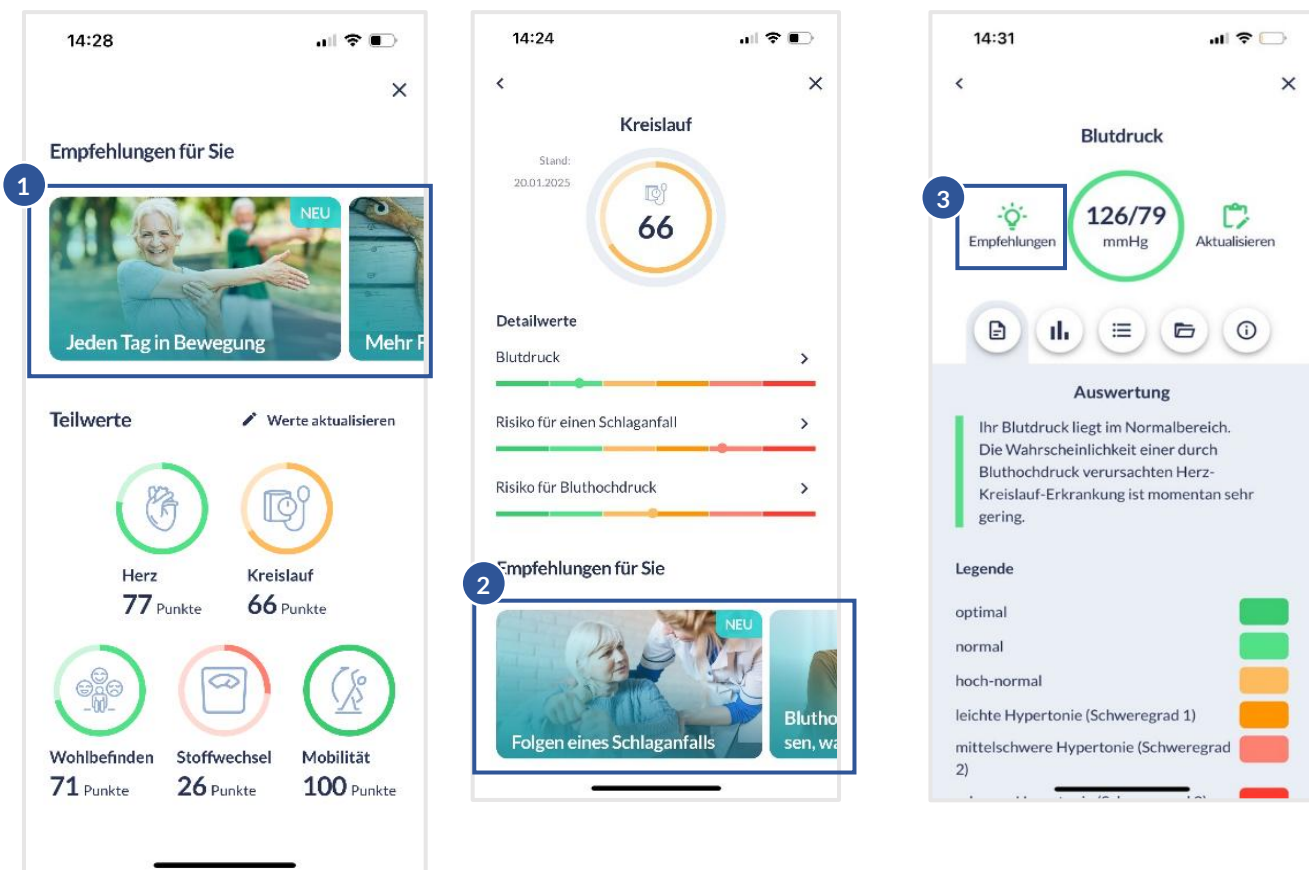 14:28
Empfehlungen für Sie
1
NEU
Jeden Tag in Bewegung
Mehr
Teilwerte
Werte aktualisieren
Herz
77 Punkte
Kreislauf
66 Punkte
Wohlbefinden
71 Punkte
Stoffwechsel
26 Punkte
Mobilität
100 Punkte
14:24
Kreislauf
Stand:
20.01.2025
66
Detailwerte
Blutdruck
Risiko für einen Schlaganfall
Risiko für Bluthochdruck
Empfehlungen für Sie
2
NEU
Folgen eines Schlaganfalls
Blutho
sen, wa
14:31
Blutdruck
3
Empfehlungen
126/79
mmHg
Aktualisieren
Auswertung
Ihr Blutdruck liegt im Normalbereich.
Die Wahrscheinlichkeit einer durch
Bluthochdruck verursachten Herz-
Kreislauf-Erkrankung ist momentan sehr
gering.
Legende
optimal
normal
hoch-normal
leichte Hypertonie (Schweregrad 1)
mittelschwere Hypertonie (Schweregrad
2)